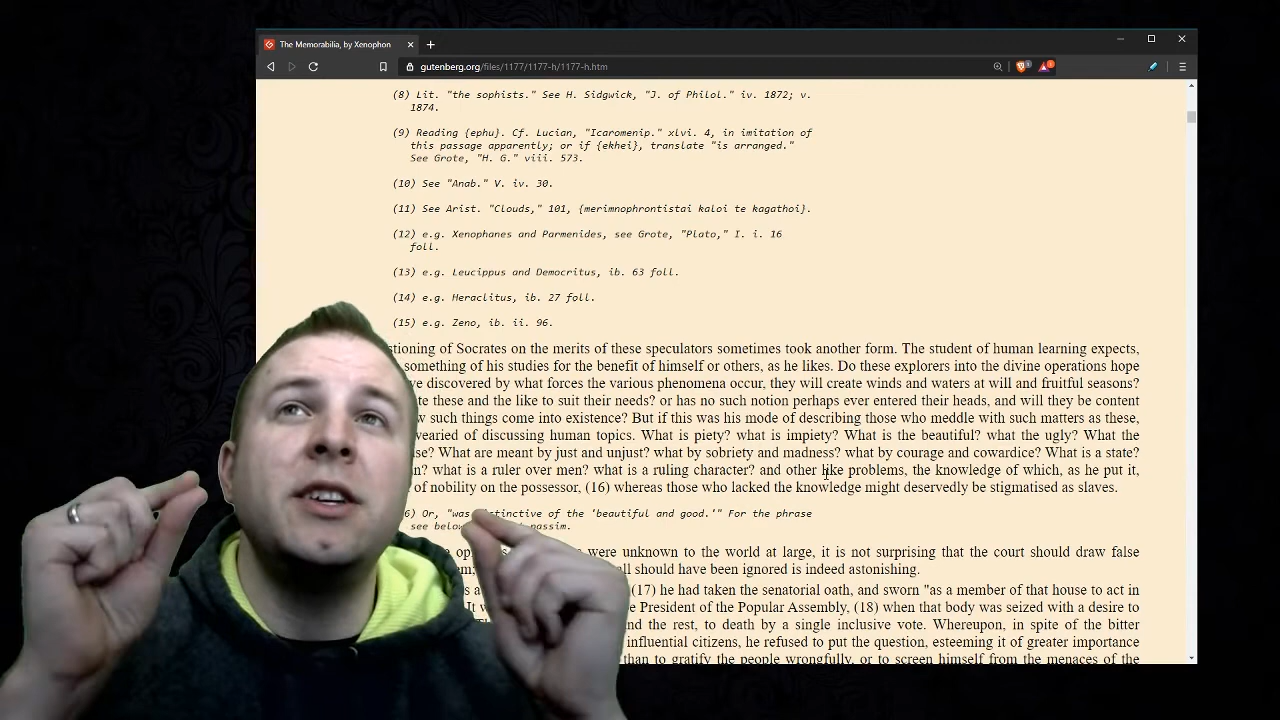 The Memorabilia, by Xenophon
gutenberg.org/files/1177/1177-h/1177-h.htm
(8) Lit. "the sophists." See H. Sidgwick, "J. of Philol." iv. 1872; v.
1874.
(9) Reading {ephu}. Cf. Lucian, "Icaromenip." xlvi. 4, in imitation of
this passage apparently; or if {ekhei}, translate "is arranged."
See Grote, "H. G." viii. 573.
(10) See "Anab." V. iv. 30.
(11) See Arist. "Clouds," 101, {merimnophrontistai kaloi te kagathoi}.
(12) e.g. Xenophanes and Parmenides, see Grote, "Plato," I. i. 16
foll.
(13) e.g. Leucippus and Democritus, ib. 63 foll.
(14) e.g. Heraclitus, ib. 27 foll.
(15) e.g. Zeno, ib. ii. 96.
stioning of Socrates on the merits of these speculators sometimes took another form. The student of human learning expects,
something of his studies for the benefit of himself or others, as he likes. Do these explorers into the divine operations hope
ve discovered by what forces the various phenomena occur, they will create winds and waters at will and fruitful seasons?
te these and the like to suit their needs? or has no such notion perhaps ever entered their heads, and will they be content
w such things come into existence? But if this was his mode of describing those who meddle with such matters as these,
wearied of discussing human topics. What is piety? what is impiety? What is the beautiful? what the ugly? What the
se? What are meant by just and unjust? what by sobriety and madness? what by courage and cowardice? What is a state?
n? what is a ruler over men? what is a ruling character? and other like problems, the knowledge of which, as he put it,
of nobility on the possessor, (16) whereas those who lacked the knowledge might deservedly be stigmatised as slaves.
6) Or, "was distinctive of the 'beautiful and good.'" For the phrase
see below passim.
op were unknown to the world at large, it is not surprising that the court should draw false
em; all should have been ignored is indeed astonishing.
s a (17) he had taken the senatorial oath, and sworn "as a member of that house to act in
It w e President of the Popular Assembly, (18) when that body was seized with a desire to
nd the rest, to death by a single inclusive vote. Whereupon, in spite of the bitter
influential citizens, he refused to put the question, esteeming it of greater importance
than to gratify the people wrongfully, or to screen himself from the menaces of the